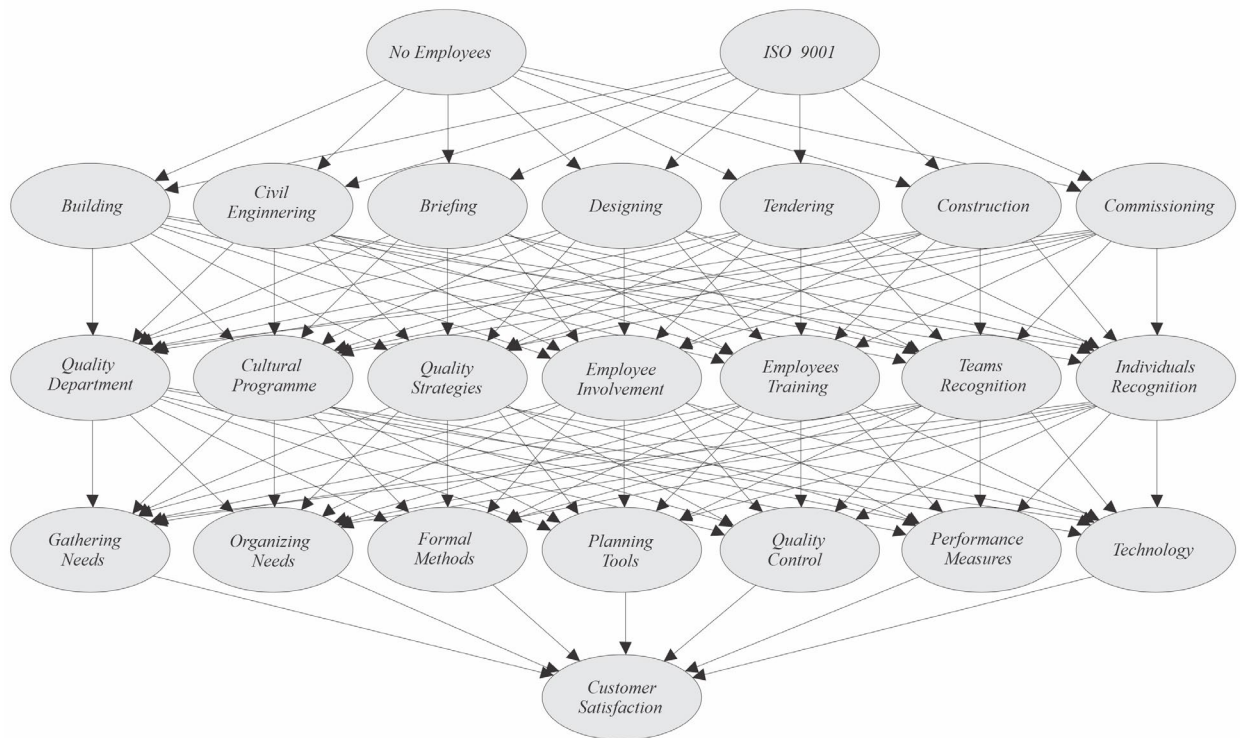 No Employees
ISO 9001
Building
Civil
Enginnering
Briefing
Designing
Tendering
Construction
Commissioning
Quality
Department
Cultural
Programme
Quality
Strategies
Employee
Involvement
Employees
Training
Teams
Recognition
Individuals
Recognition
Gathering
Needs
Organizing
Needs
Formal
Methods
Planning
Tools
Quality
Control
Performance
Measures
Technology
Customer
Satisfaction